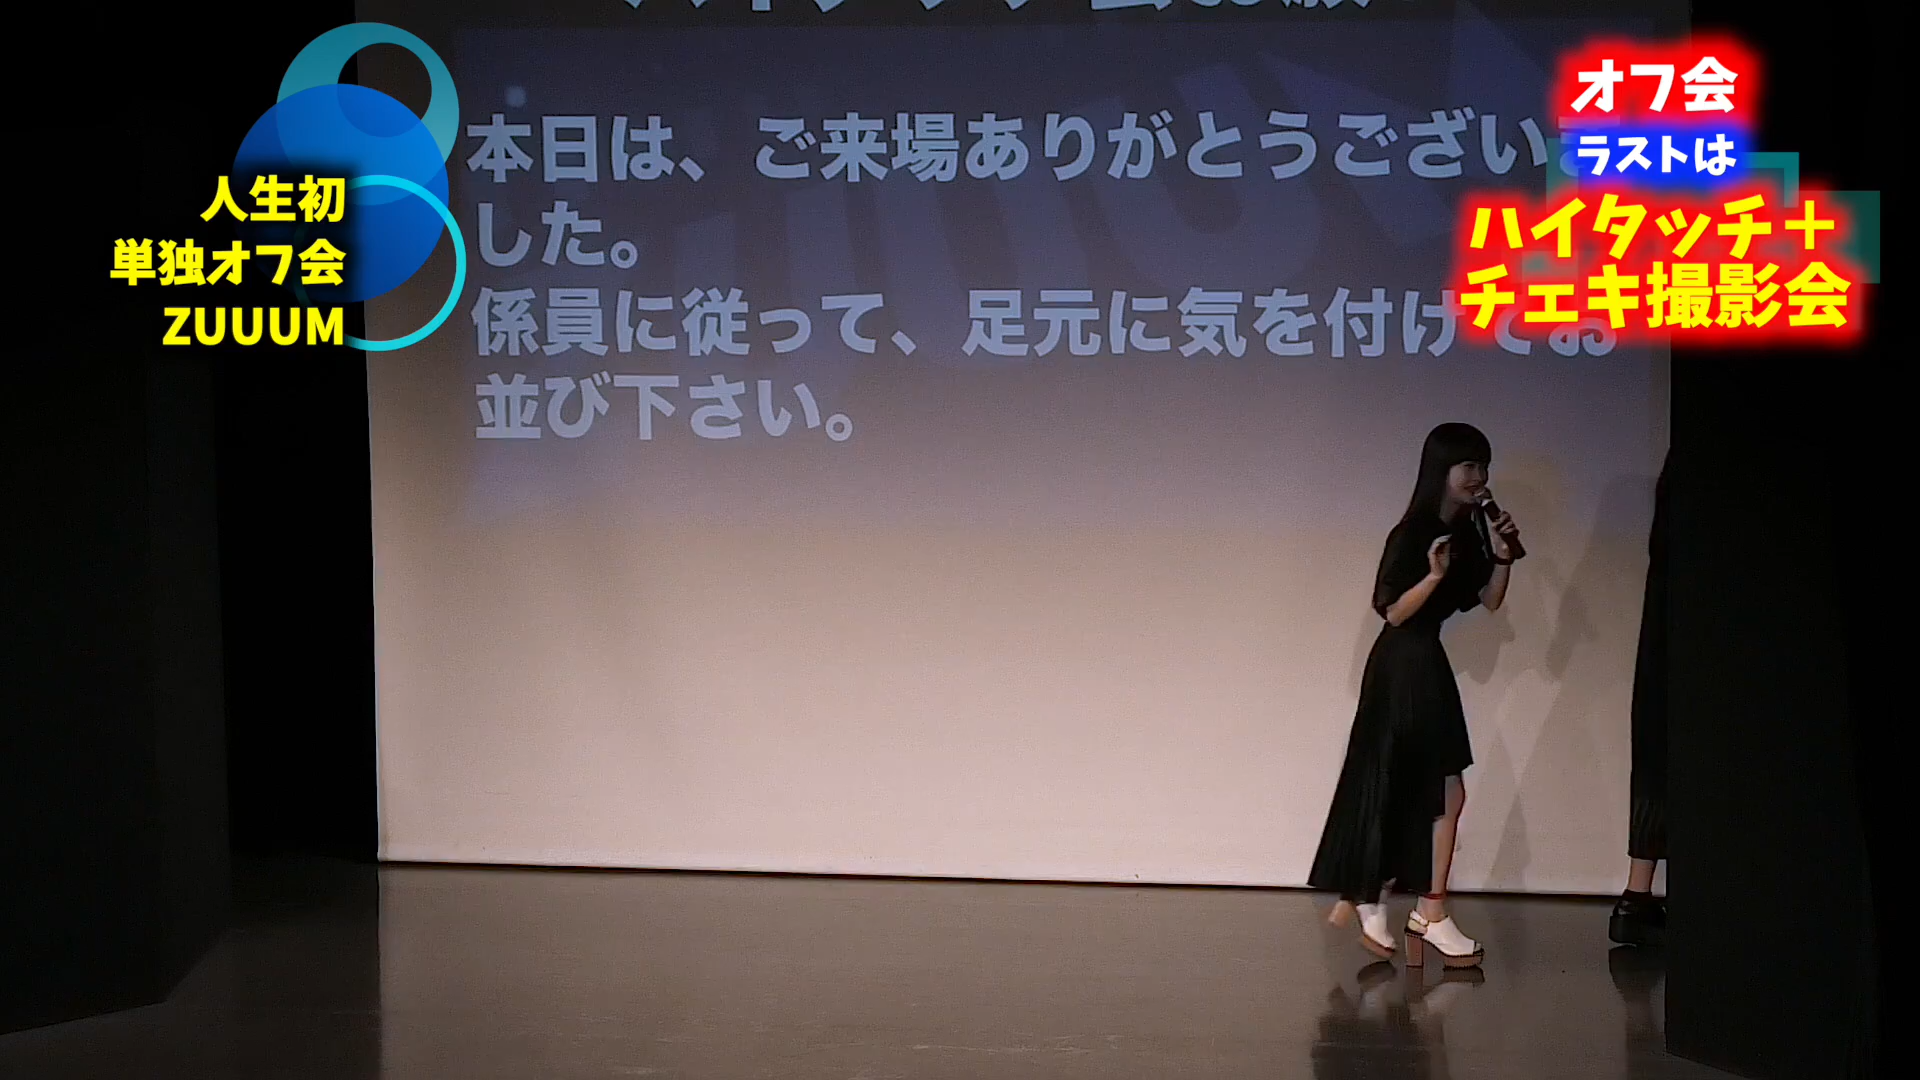 人生初
単独オフ会
ZUUUM
オフ会
ラストは
ハイタッチ＋
チェキ撮影会
本日は、ご来場ありがとうございま
した。
係員に従って、足元に気を付けてお
並び下さい。